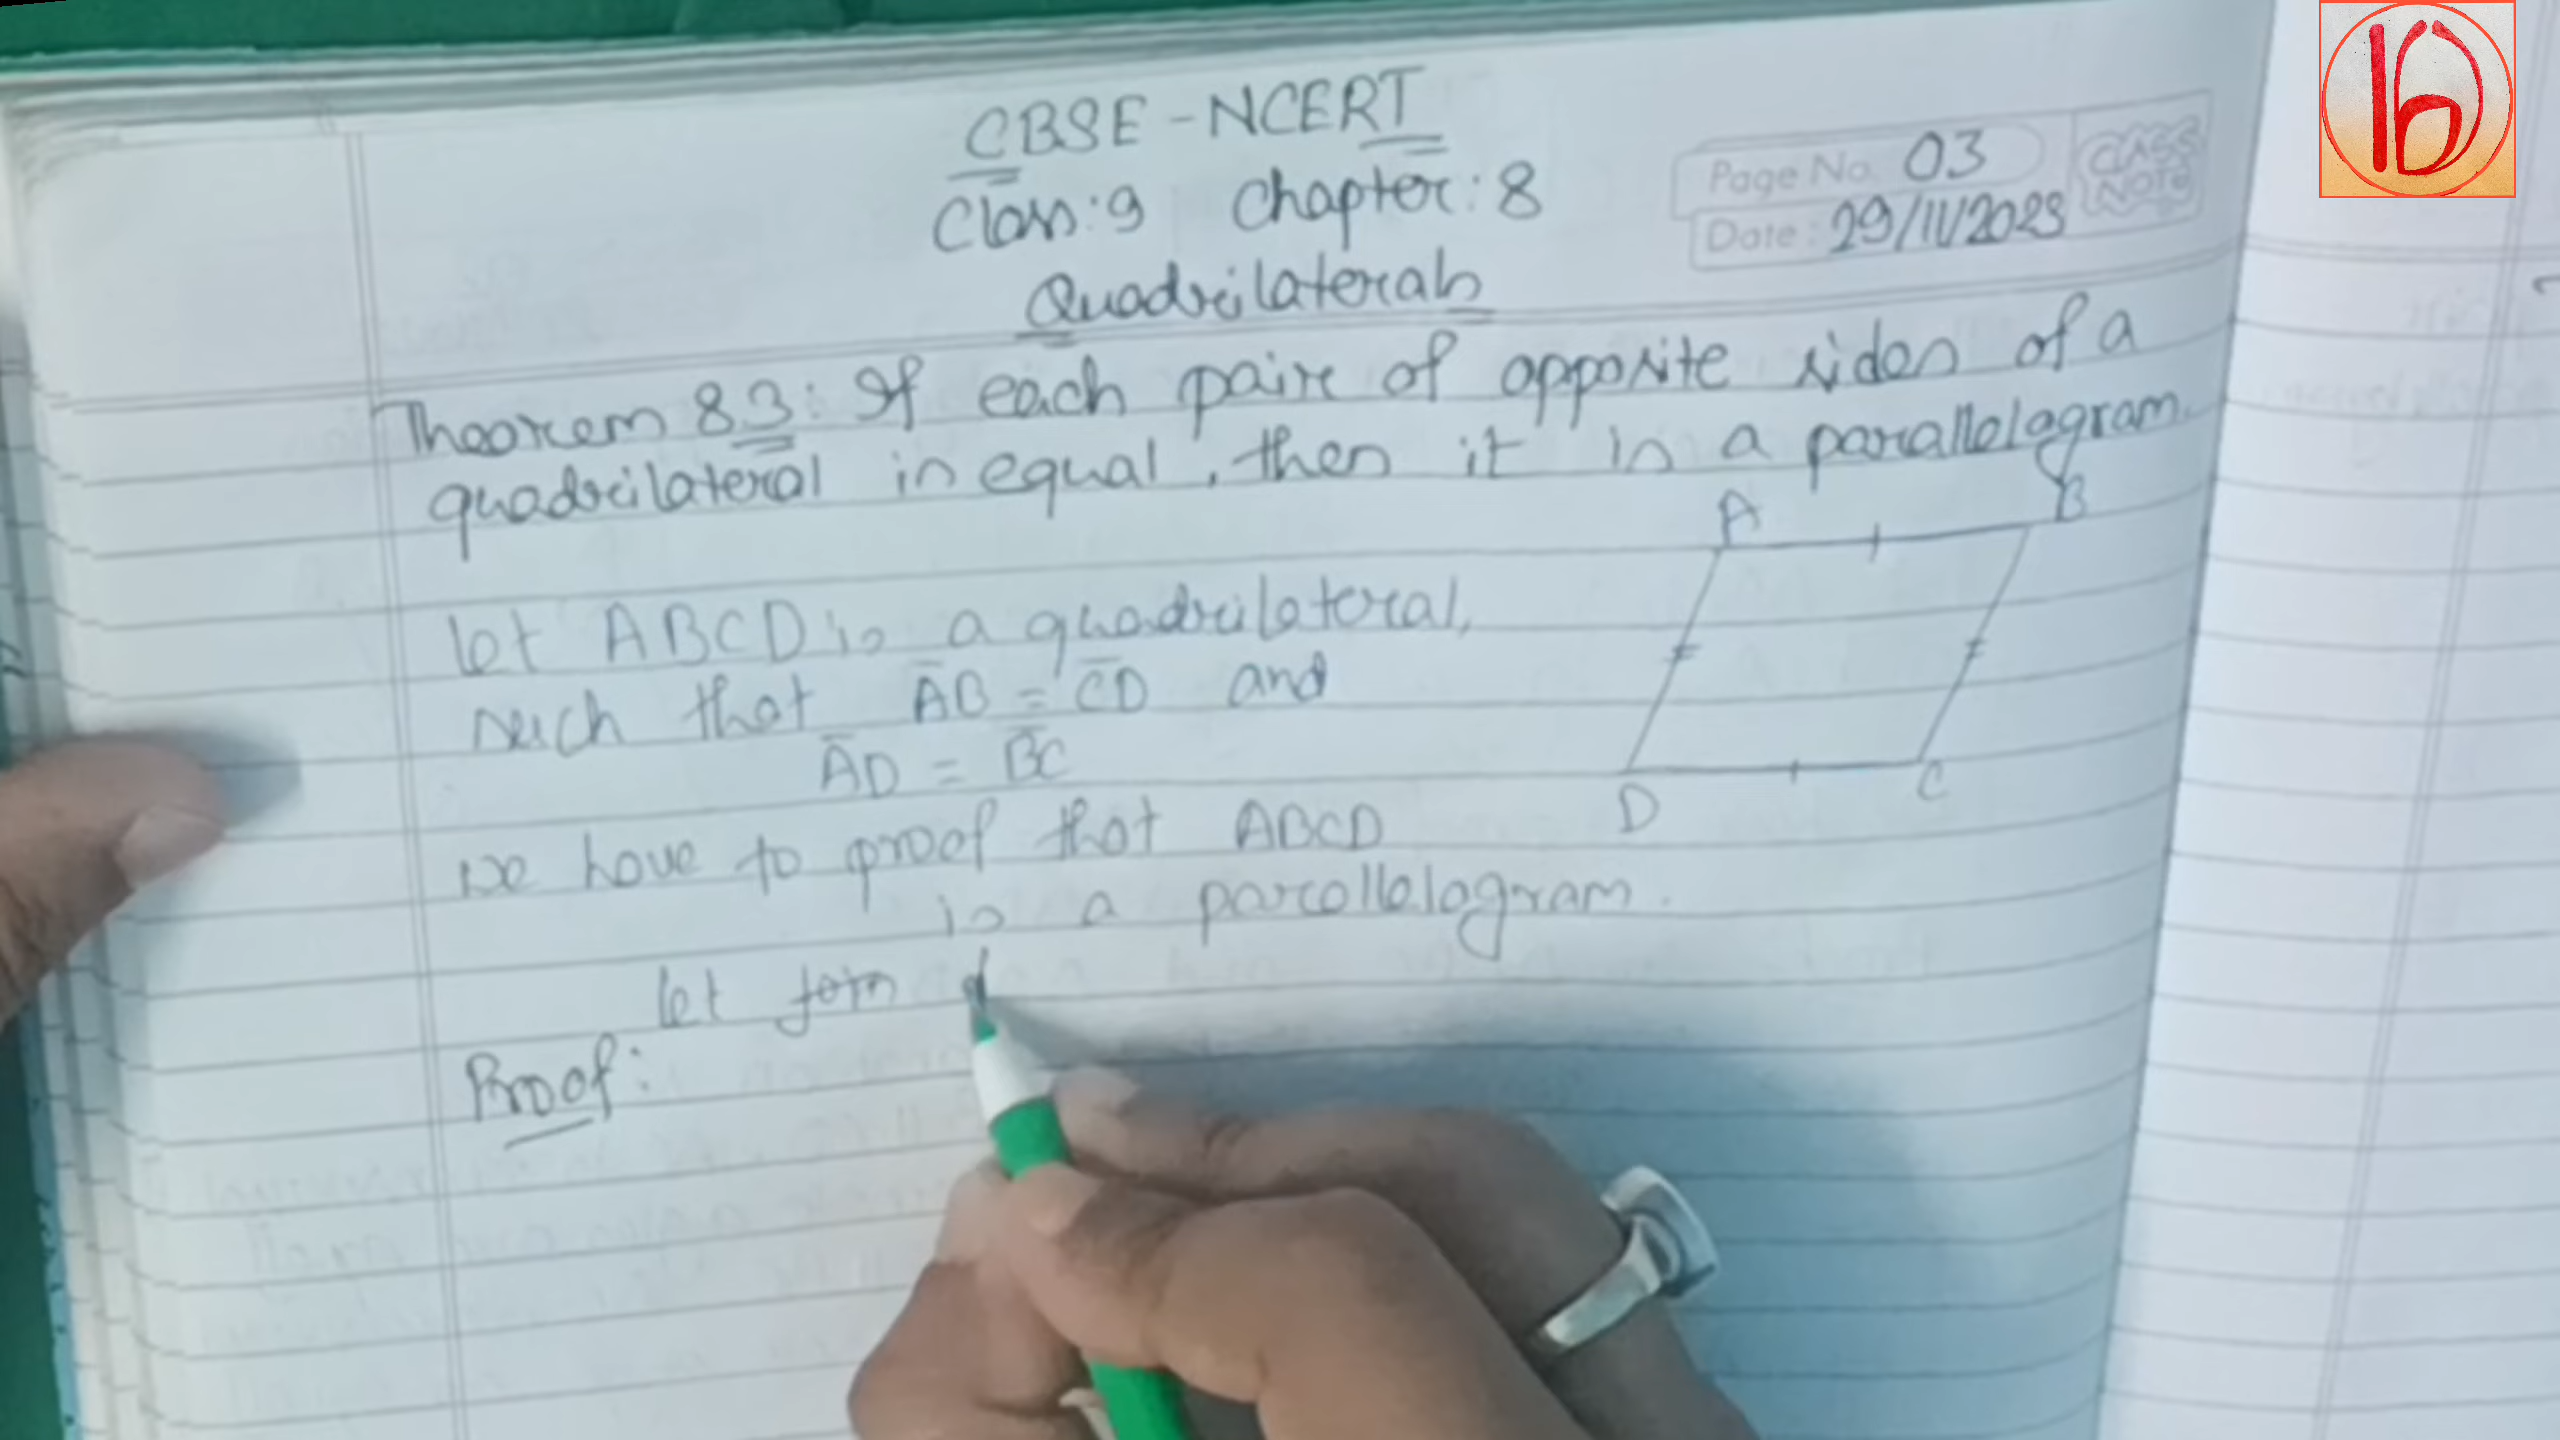 CBSE - NCERT
Class: 9 Chapter: 8
Page No. 03
Date: 29/11/2023
CLASS NOTE
Quadrilaterals
Theorem 8.3: If each pair of opposite sides of a
quadrilateral is equal, then it is a parallelogram.
A B
let ABCD is a quadrilateral,
such that AB = CD and
AD = BC
D C
we have to proof that ABCD
is a parallelogram.
let join
Proof: